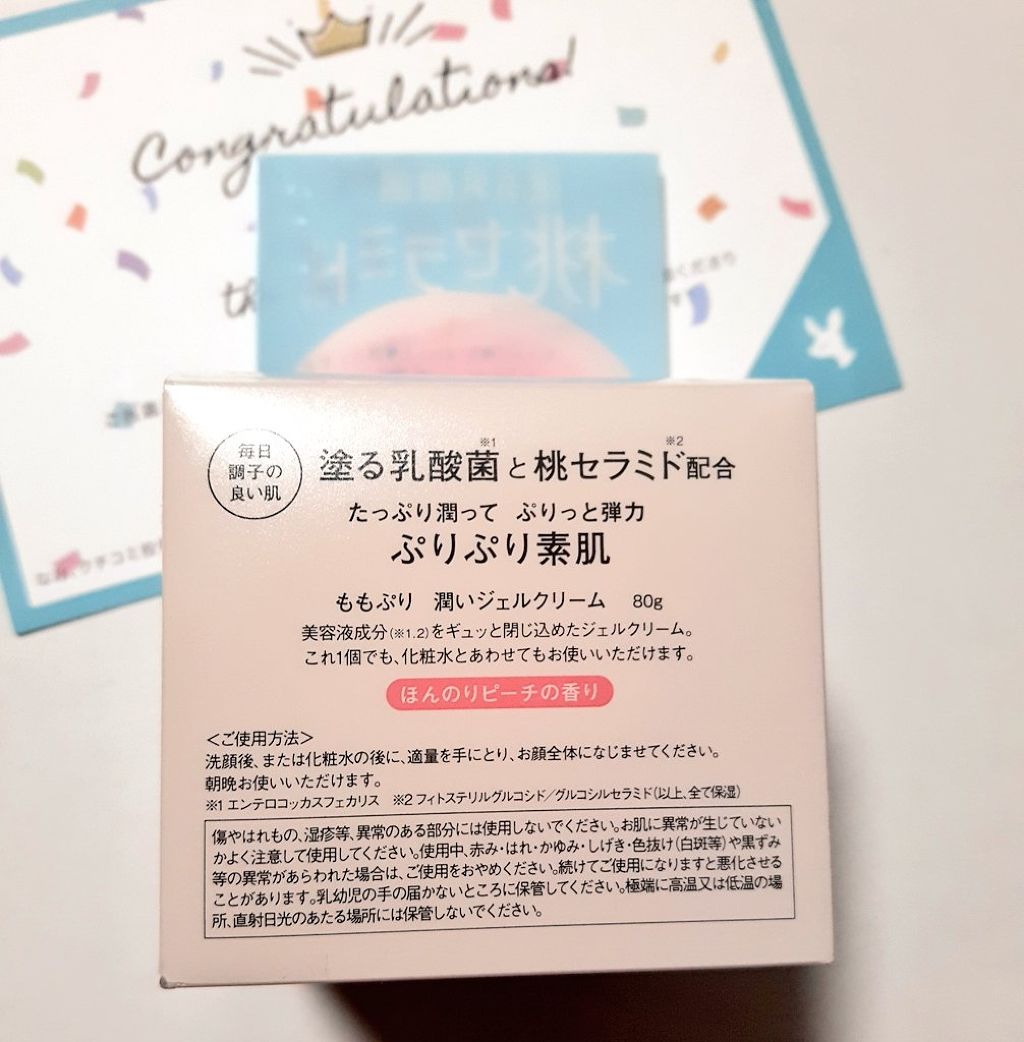 Congratulations!
桃セラミド
毎日
調子の
良い肌
塗る乳酸菌※1と桃セラミド※2配合
たっぷり潤って ぷりっと弾力
ぷりぷり素肌
ももぷり 潤いジェルクリーム 80g
美容液成分(※1.2)をギュッと閉じ込めたジェルクリーム。
これ1個でも、化粧水とあわせてもお使いいただけます。
ほんのりピーチの香り
<ご使用方法>
洗顔後、または化粧水の後に、適量を手にとり、お顔全体になじませてください。
朝晩お使いいただけます。
※1 エンテロコッカスフェカリス ※2 フィトステリルグルコシド/グルコシルセラミド(以上、全て保湿)
傷やはれもの、湿疹等、異常のある部分には使用しないでください。お肌に異常が生じていない
かよく注意して使用してください。使用中、赤み・はれ・かゆみ・しげき・色抜け(白斑等)や黒ずみ
等の異常があらわれた場合は、ご使用をおやめください。続けてご使用になりますと悪化させる
ことがあります。乳幼児の手の届かないところに保管してください。極端に高温又は低温の場
所、直射日光のあたる場所には保管しないでください。